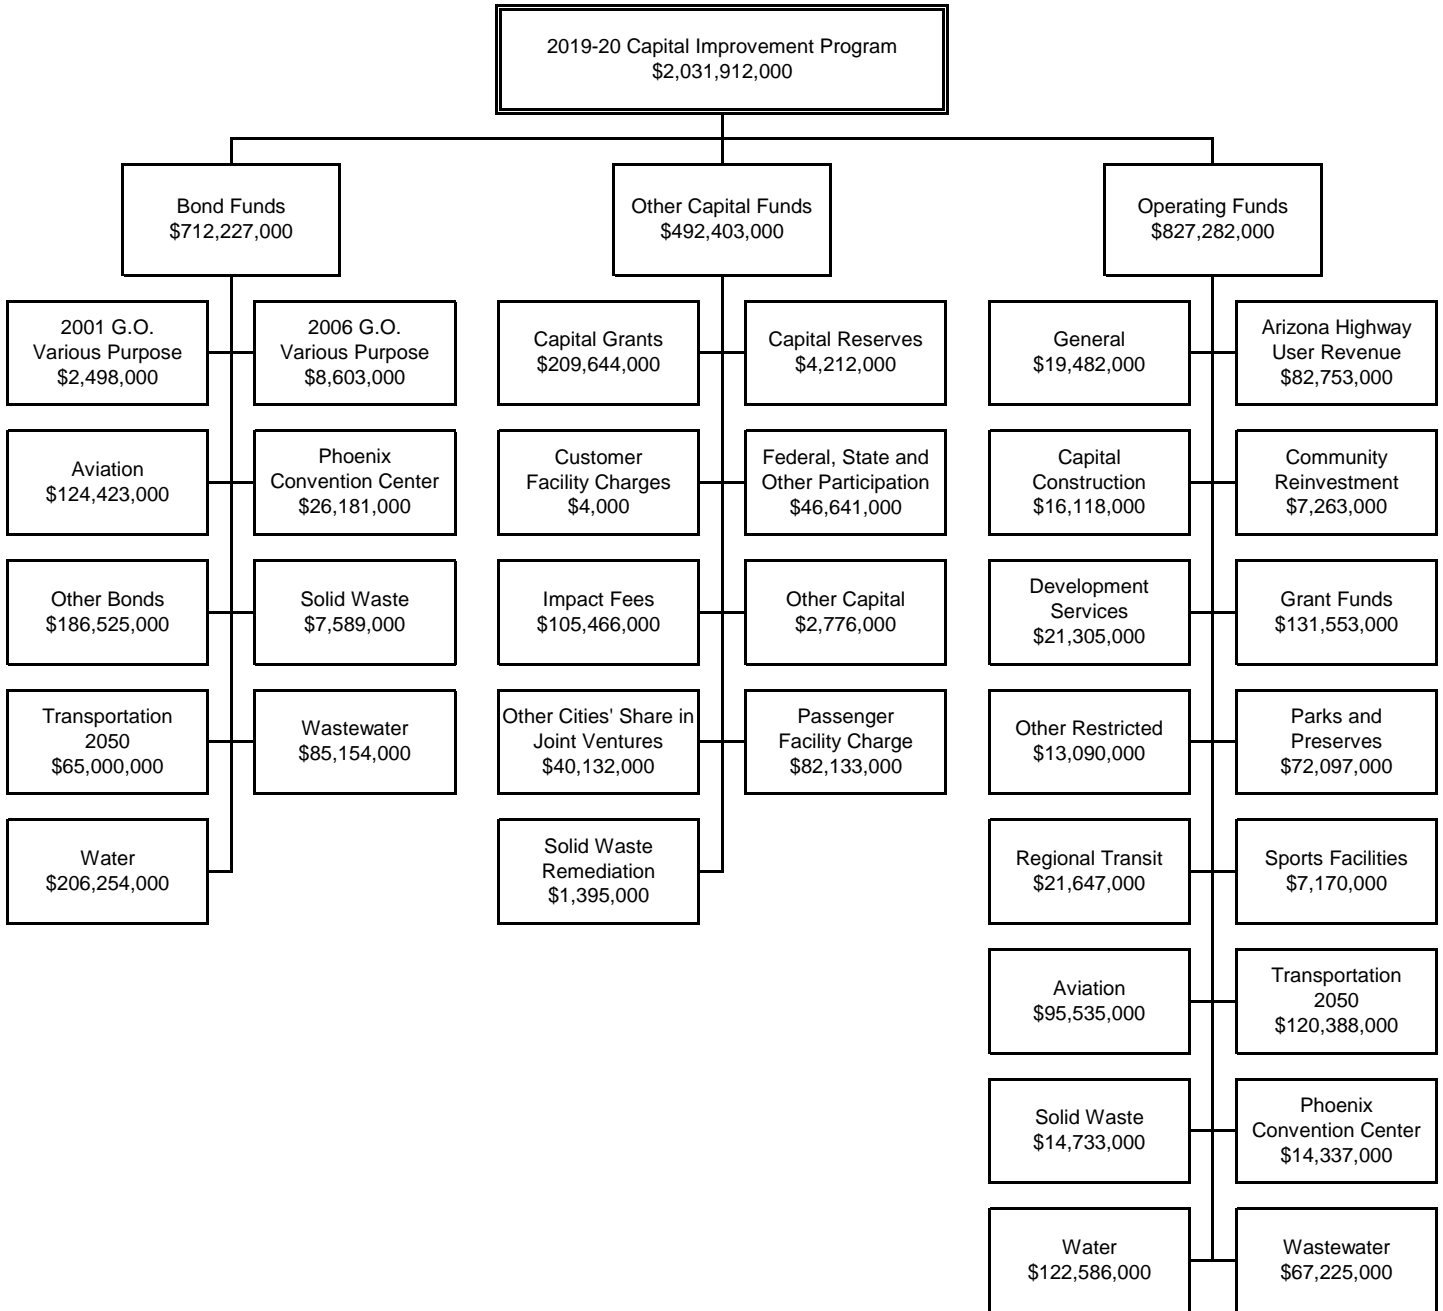 2019-20 Capital Improvement Program
$2,031,912,000
Bond Funds
$712,227,000
Other Capital Funds
$492,403,000
Operating Funds
$827,282,000
2001 G.O.
Various Purpose
$2,498,000
2006 G.O.
Various Purpose
$8,603,000
Capital Grants
$209,644,000
Capital Reserves
$4,212,000
General
$19,482,000
Arizona Highway
User Revenue
$82,753,000
Aviation
$124,423,000
Phoenix
Convention Center
$26,181,000
Customer
Facility Charges
$4,000
Federal, State and
Other Participation
$46,641,000
Capital
Construction
$16,118,000
Community
Reinvestment
$7,263,000
Other Bonds
$186,525,000
Solid Waste
$7,589,000
Impact Fees
$105,466,000
Other Capital
$2,776,000
Development
Services
$21,305,000
Grant Funds
$131,553,000
Transportation
2050
$65,000,000
Wastewater
$85,154,000
Other Cities' Share in
Joint Ventures
$40,132,000
Passenger
Facility Charge
$82,133,000
Other Restricted
$13,090,000
Parks and
Preserves
$72,097,000
Water
$206,254,000
Solid Waste
Remediation
$1,395,000
Regional Transit
$21,647,000
Sports Facilities
$7,170,000
Aviation
$95,535,000
Transportation
2050
$120,388,000
Solid Waste
$14,733,000
Phoenix
Convention Center
$14,337,000
Water
$122,586,000
Wastewater
$67,225,000